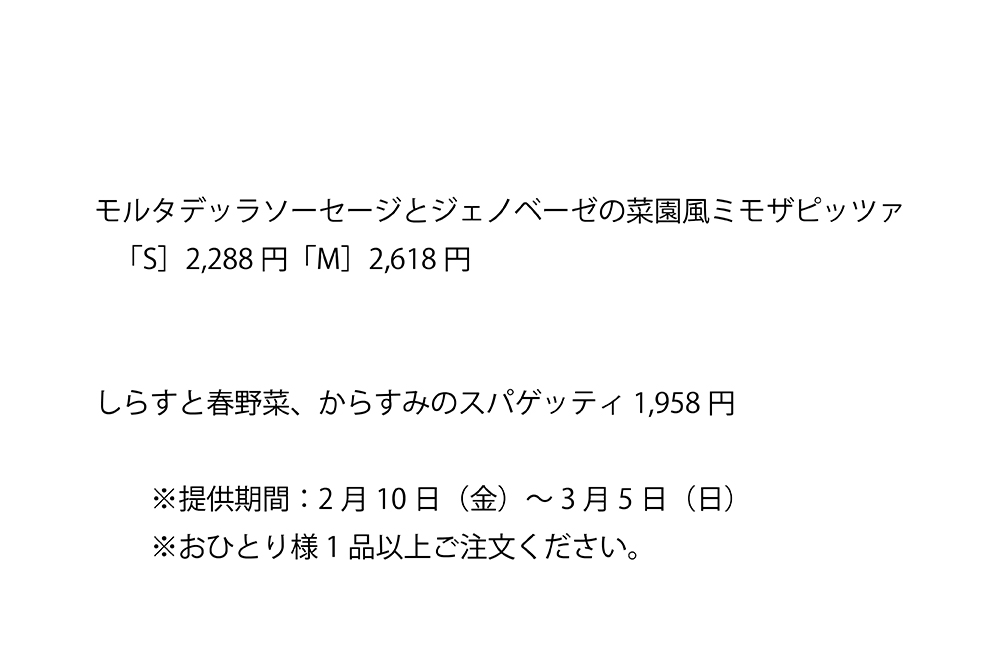 モルタデッラソーセージとジェノベーゼの菜園風ミモザピッツァ
「S］2,288 円「M］2,618 円
しらすと春野菜、からすみのスパゲッティ 1,958 円
※提供期間：2 月 10 日（金）～ 3 月 5 日（日）
※おひとり様 1 品以上ご注文ください。